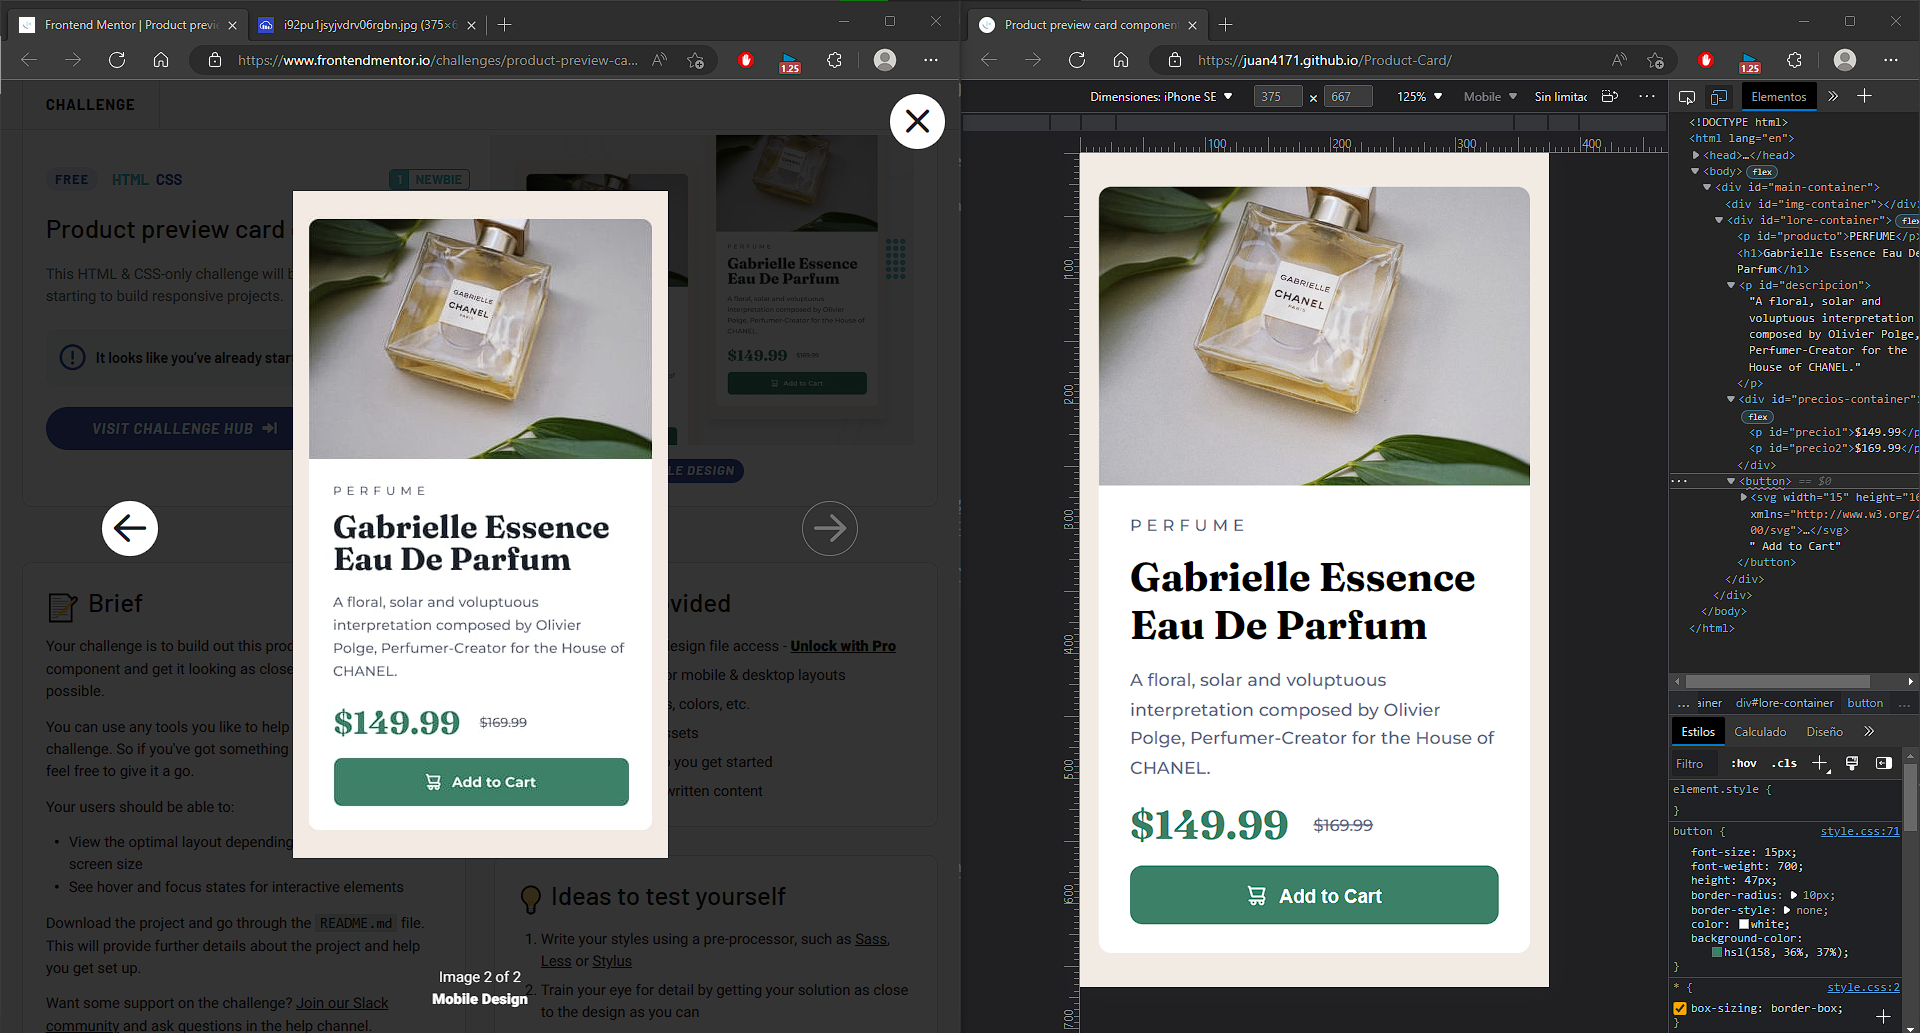 Frontend Mentor | Product previe
i92pu1jsyjvdrv06rgbn.jpg (375×6
https://www.frontendmentor.io/challenges/product-preview-ca...
1.25
CHALLENGE
FREE HTML CSS
1 NEWBIE
Product preview card
This HTML & CSS-only challenge will b
starting to build responsive projects.
It looks like you've already star
VISIT CHALLENGE HUB
PERFUME
Gabrielle Essence
Eau De Parfum
A floral, solar and voluptuous
interpretation composed by Olivier
Polge, Perfumer-Creator for the House of
CHANEL.
$149.99 $169.99
Add to Cart
LE DESIGN
GABRIELLE
CHANEL
PARIS
PERFUME
Gabrielle Essence
Eau De Parfum
A floral, solar and voluptuous
interpretation composed by Olivier
Polge, Perfumer-Creator for the House of
CHANEL.
$149.99 $169.99
Add to Cart
Brief
Your challenge is to build out this prod
component and get it looking as close
possible.
You can use any tools you like to help
challenge. So if you've got something
feel free to give it a go.
Your users should be able to:
• View the optimal layout depending
screen size
• See hover and focus states for interactive elements
Download the project and go through the README.md file.
This will provide further details about the project and help
you get set up.
Want some support on the challenge? Join our Slack
community and ask questions in the help channel.
vided
esign file access - Unlock with Pro
or mobile & desktop layouts
s, colors, etc.
ssets
o you get started
written content
Ideas to test yourself
1. Write your styles using a pre-processor, such as Sass,
Less or Stylus
2. Train your eye for detail by getting your solution as close
to the design as you can
Image 2 of 2
Mobile Design
Product preview card componen
https://juan4171.github.io/Product-Card/
1.25
Dimensiones: iPhone SE 375 × 667 125% Mobile Sin limitac
100 200 300 400
100
200
300
400
500
600
700
GABRIELLE
CHANEL
PARIS
PERFUME
Gabrielle Essence
Eau De Parfum
A floral, solar and voluptuous
interpretation composed by Olivier
Polge, Perfumer-Creator for the House of
CHANEL.
$149.99 $169.99
Add to Cart
Elementos
<!DOCTYPE html>
<html lang="en">
<head>…</head>
<body> flex
<div id="main-container">
<div id="img-container"></div
<div id="lore-container"> fle
<p id="producto">PERFUME</p>
<h1>Gabrielle Essence Eau De
Parfum</h1>
<p id="descripcion">
"A floral, solar and
voluptuous interpretation
composed by Olivier Polge,
Perfumer-Creator for the
House of CHANEL."
</p>
<div id="precios-container"
flex
<p id="precio1">$149.99</p
<p id="precio2">$169.99</p
</div>
<button> == $0
<svg width="15" height="16
xmlns="http://www.w3.org/2
00/svg">…</svg>
" Add to Cart"
</button>
</div>
</div>
</body>
</html>
... ainer div#lore-container button ...
Estilos Calculado Diseño
Filtro :hov .cls
element.style {
}
button { style.css:71
font-size: 15px;
font-weight: 700;
height: 47px;
border-radius: 10px;
border-style: none;
color: white;
background-color:
hsl(158, 36%, 37%);
}
* { style.css:2
box-sizing: border-box;
}